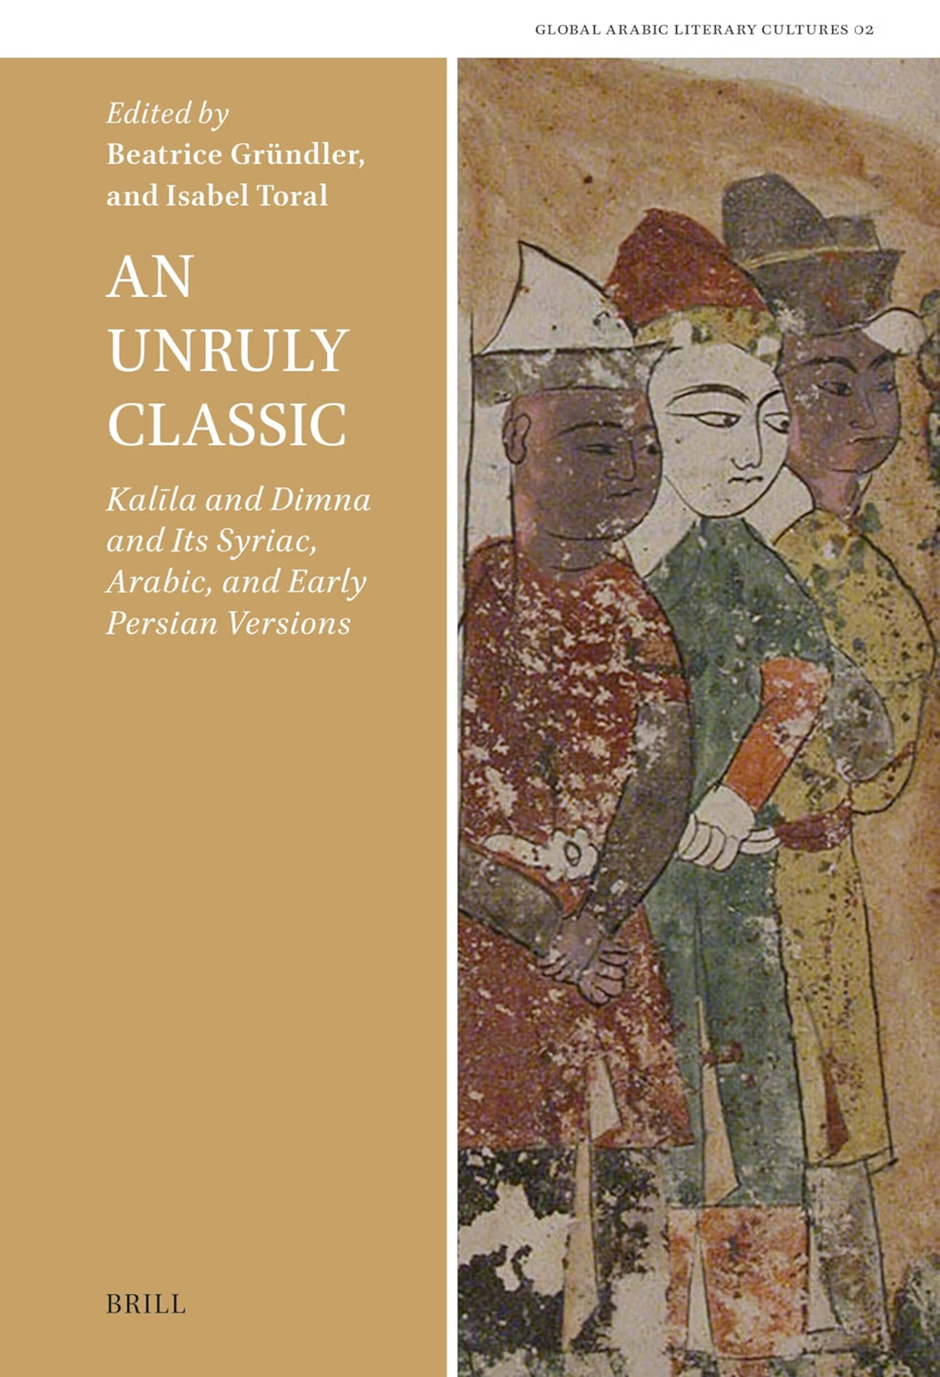 GLOBAL ARABIC LITERARY CULTURES 02
Edited by
Beatrice Gründler,
and Isabel Toral
AN
UNRULY
CLASSIC
Kalīla and Dimna
and Its Syriac,
Arabic, and Early
Persian Versions
BRILL